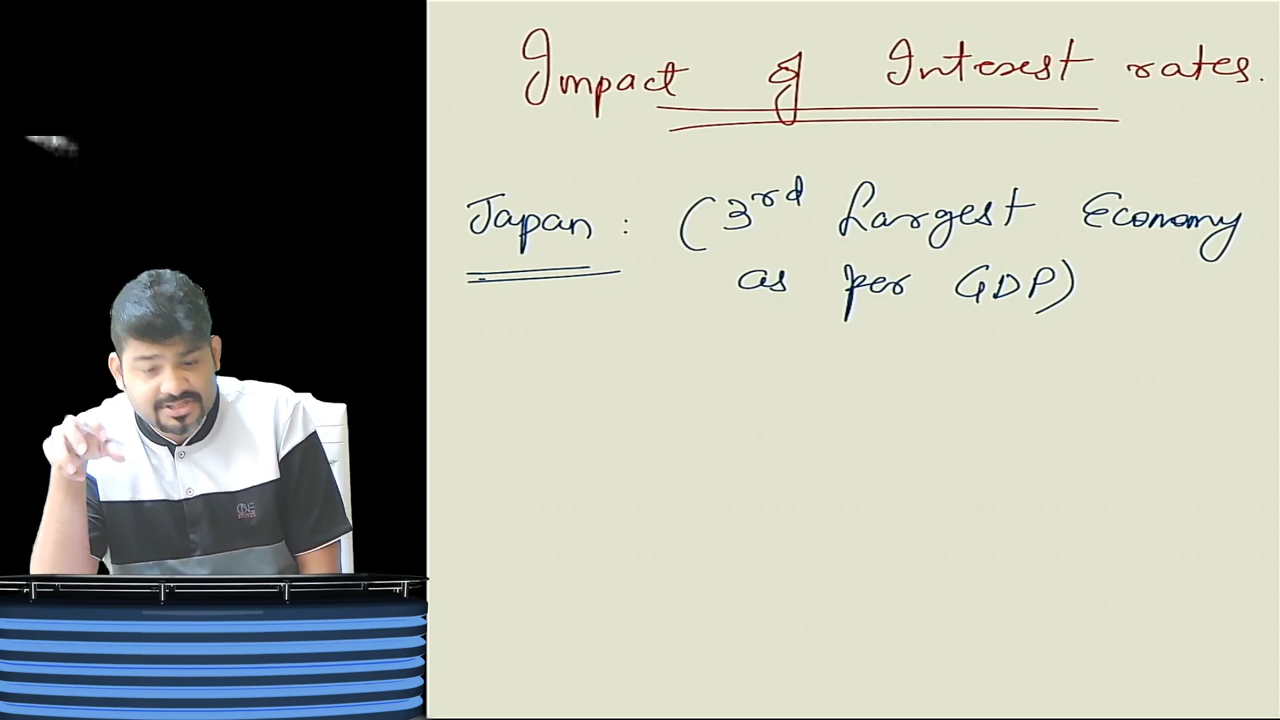 Impact of Interest rates.
Japan : (3rd Largest Economy
as per GDP)